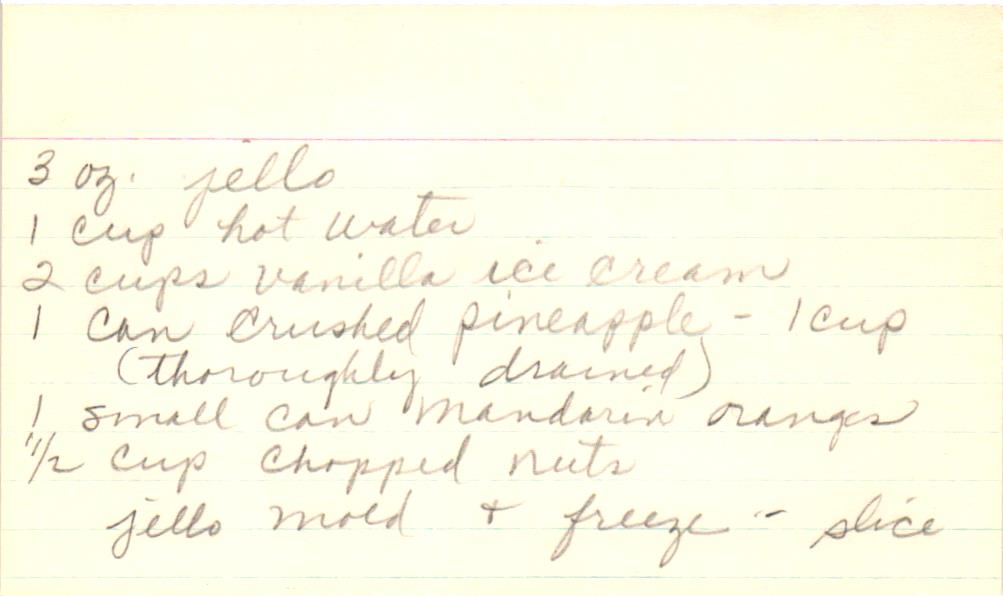 3 oz. jello
1 cup hot water
2 cups vanilla ice cream
1 can crushed pineapple - 1 cup
(thoroughly drained)
1 small can mandarin oranges
1/2 cup chopped nuts
jello mold + freeze - slice